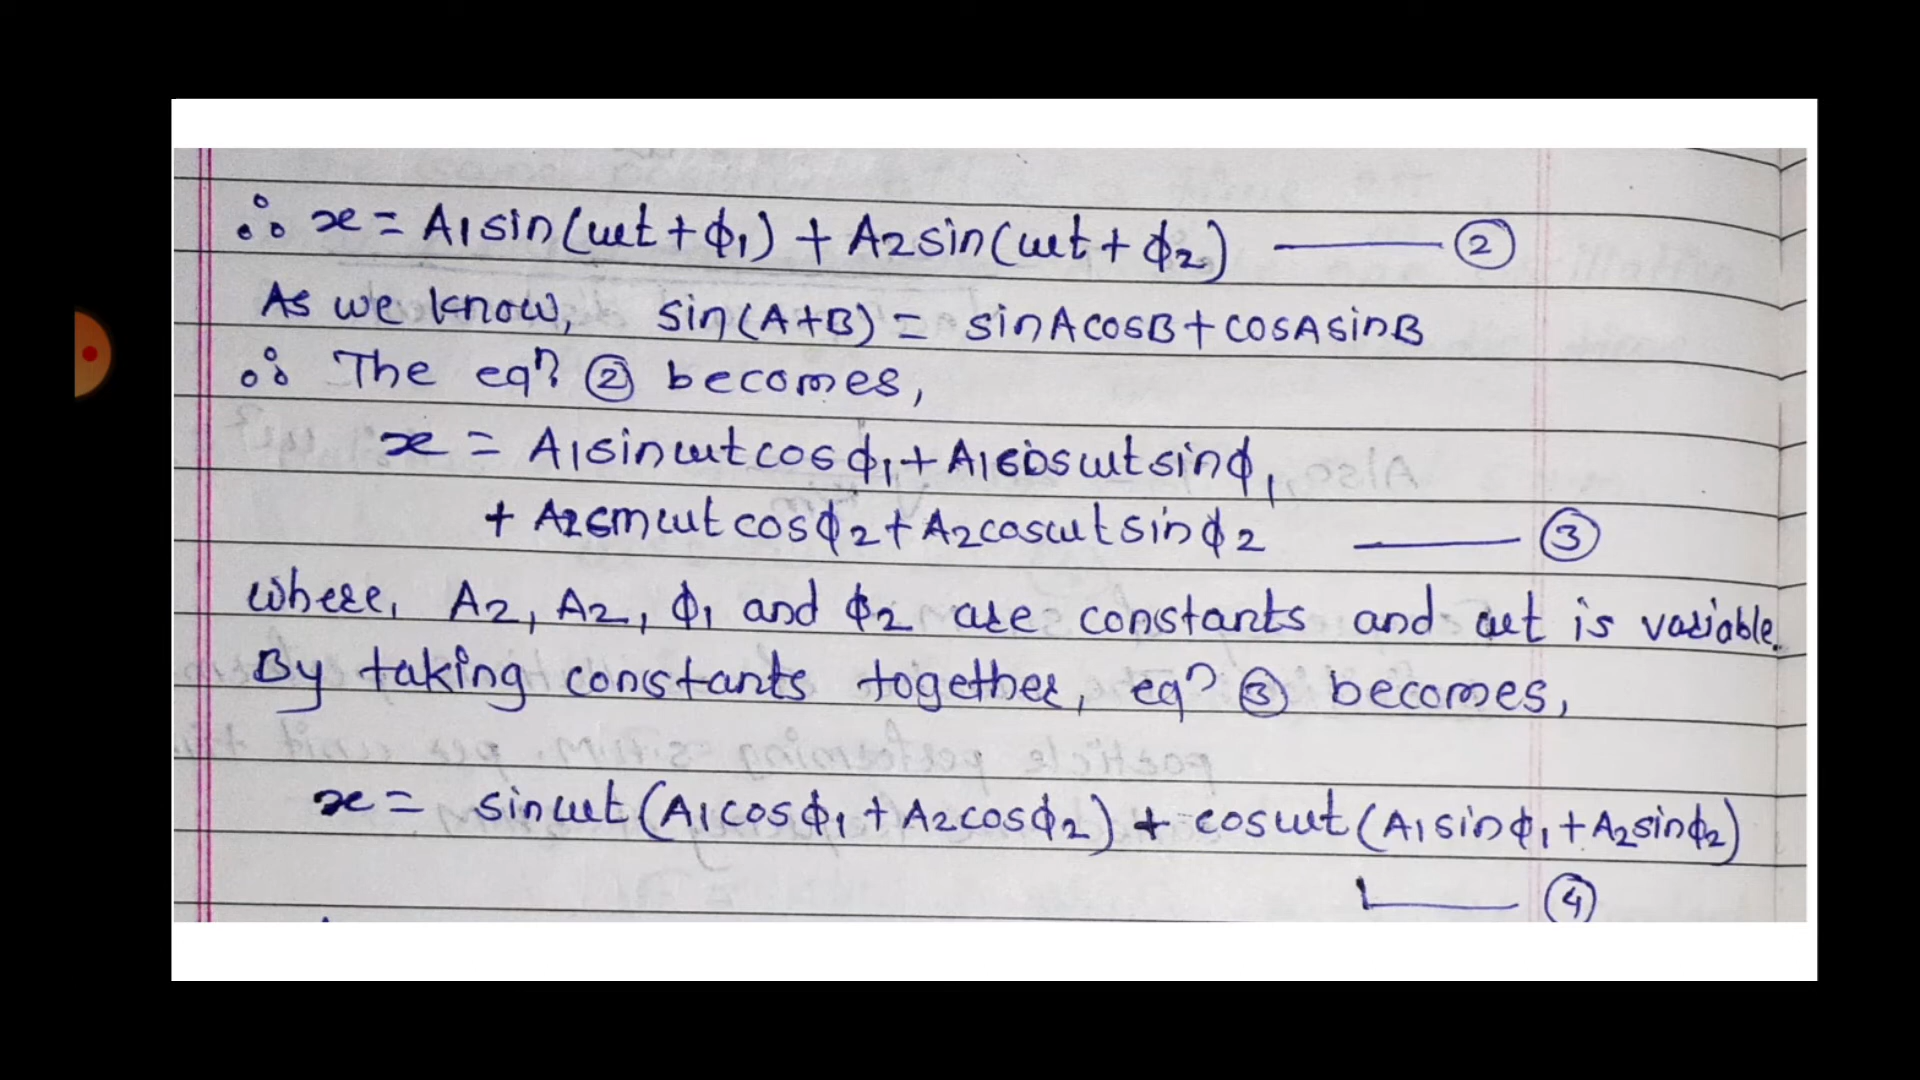 ∴ x = A₁sin(ωt + ϕ₁) + A₂sin(ωt + ϕ₂) —— ②
As we know, sin(A+B) = sinAcosB + cosAsinB
∴ The eqⁿ ② becomes,
x = A₁sinωtcosϕ₁ + A₁cosωtsinϕ₁
+ A₂sinωtcosϕ₂ + A₂cosωtsinϕ₂ —— ③
where, A₂, A₂, ϕ₁ and ϕ₂ are constants and ωt is variable.
By taking constants together, eqⁿ ③ becomes,
x = sinωt(A₁cosϕ₁ + A₂cosϕ₂) + cosωt(A₁sinϕ₁ + A₂sinϕ₂)
—— ④